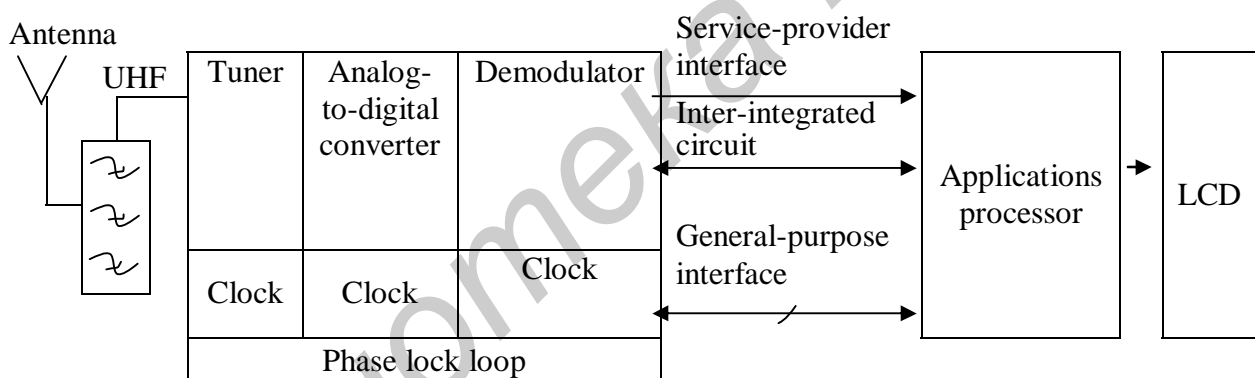 Antenna
UHF
Tuner
Analog-
to-digital
converter
Demodulator
Clock
Clock
Clock
Phase lock loop
Service-provider
interface
Inter-integrated
circuit
General-purpose
interface
Applications
processor
LCD